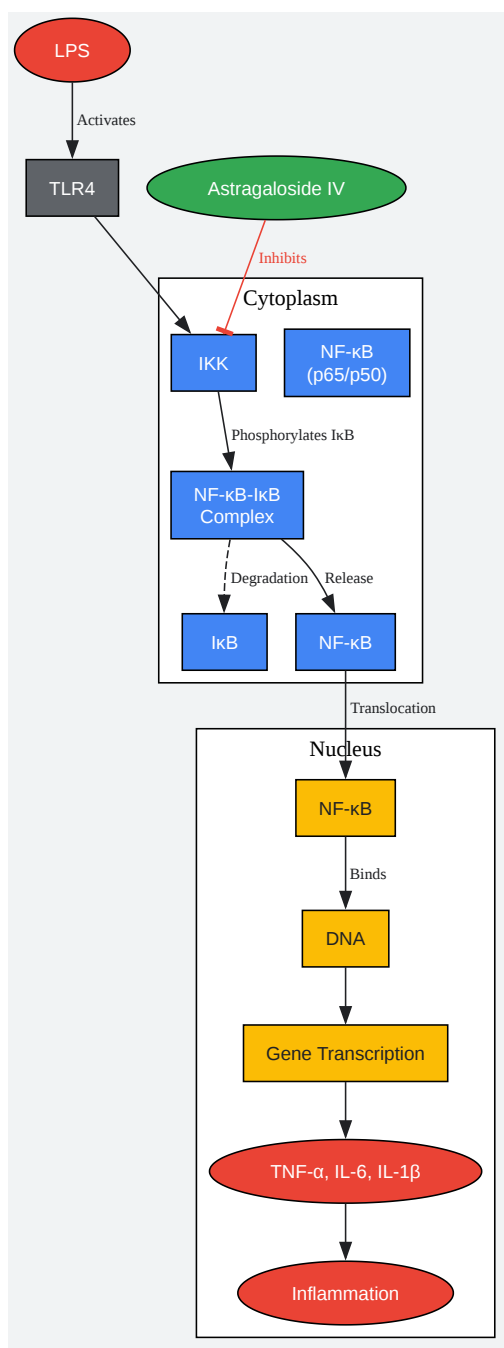 LPS
Activates
TLR4
Astragaloside IV
Inhibits
Cytoplasm
IKK
NF-κB
(p65/p50)
Phosphorylates IκB
NF-κB-IκB
Complex
Degradation
Release
IκB
NF-κB
Translocation
Nucleus
NF-κB
Binds
DNA
Gene Transcription
TNF-α, IL-6, IL-1β
Inflammation